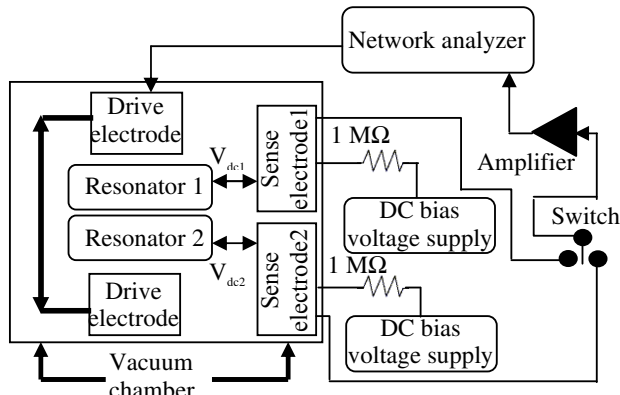 Network analyzer
Drive
electrode
Sense
electrode1
V dc1
1 MΩ
Amplifier
Resonator 1
DC bias
voltage supply
Switch
Resonator 2
V dc2
Sense
electrode2
1 MΩ
Drive
electrode
DC bias
voltage supply
Vacuum
chamber